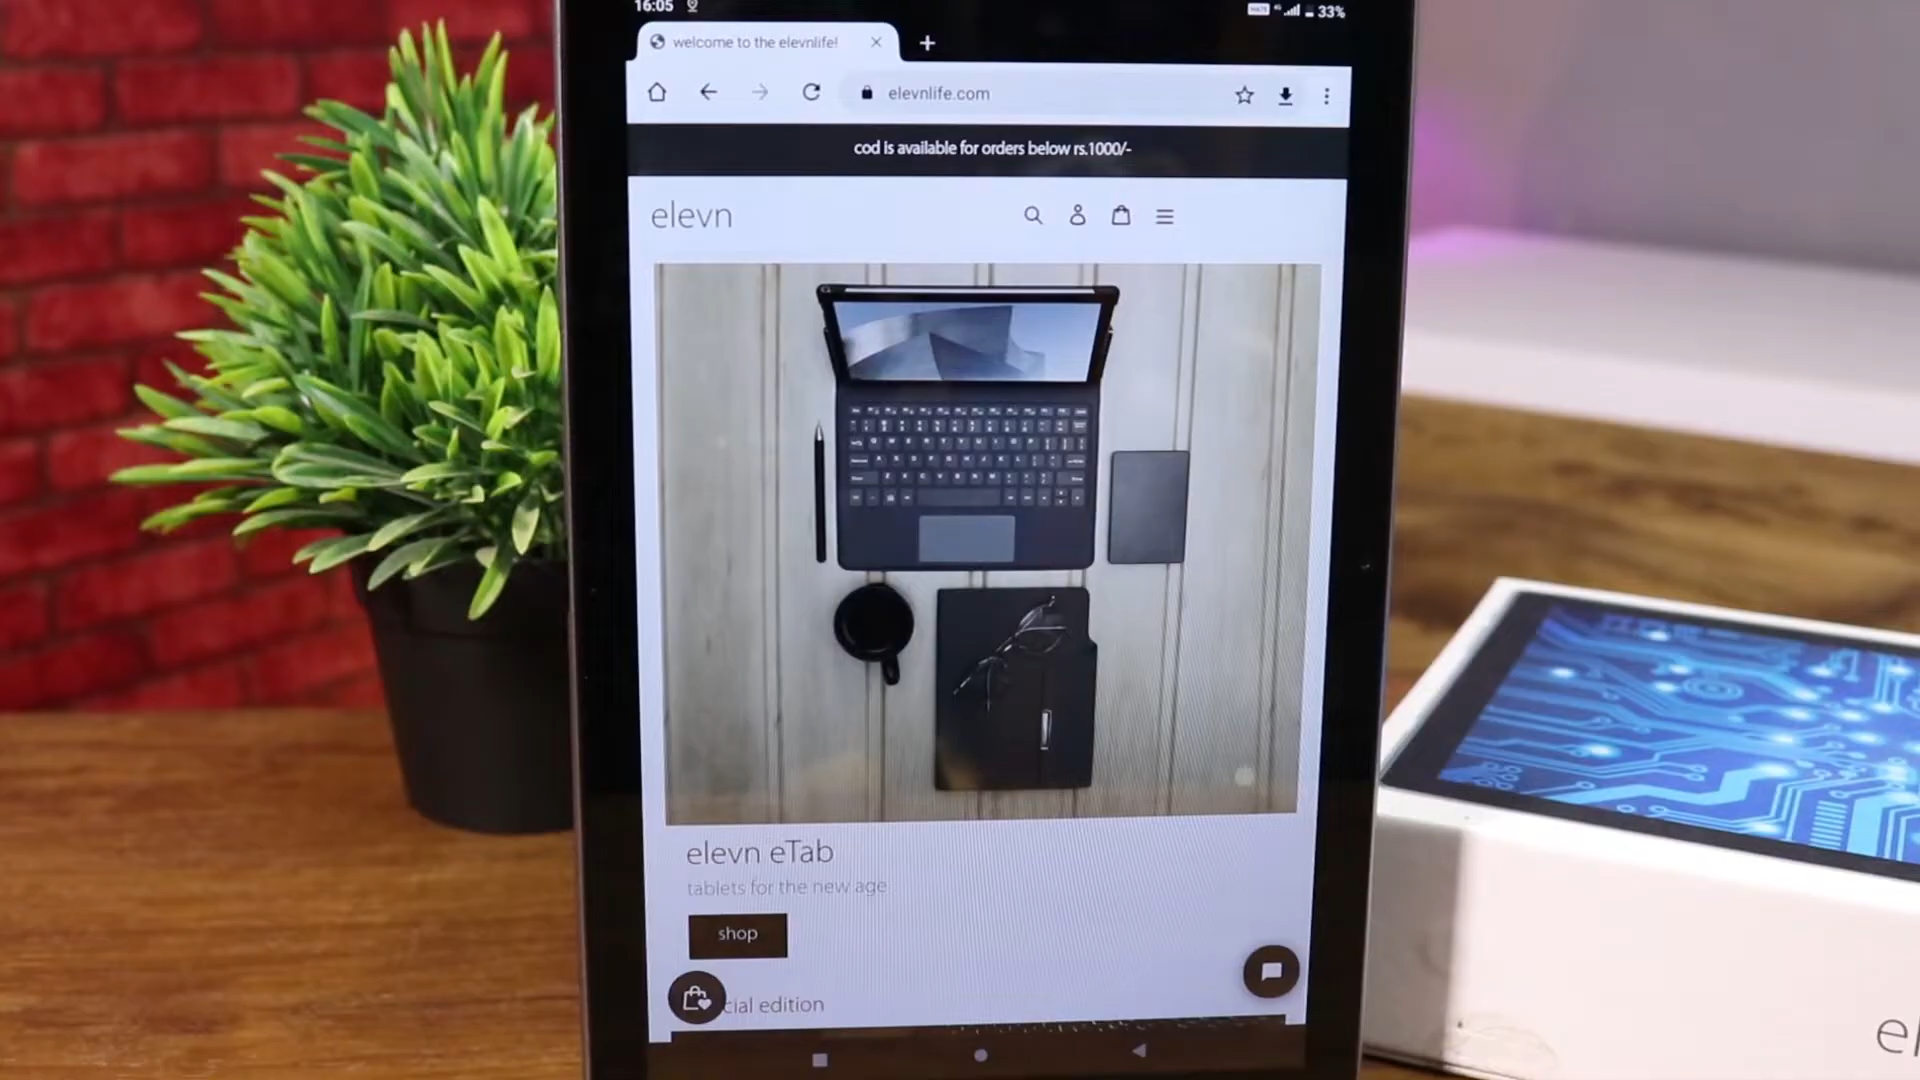 16:05
33%
welcome to the elevnlife!
elevnlife.com
cod is available for orders below rs.1000/-
elevn
elevn eTab
tablets for the new age
shop
cial edition
el